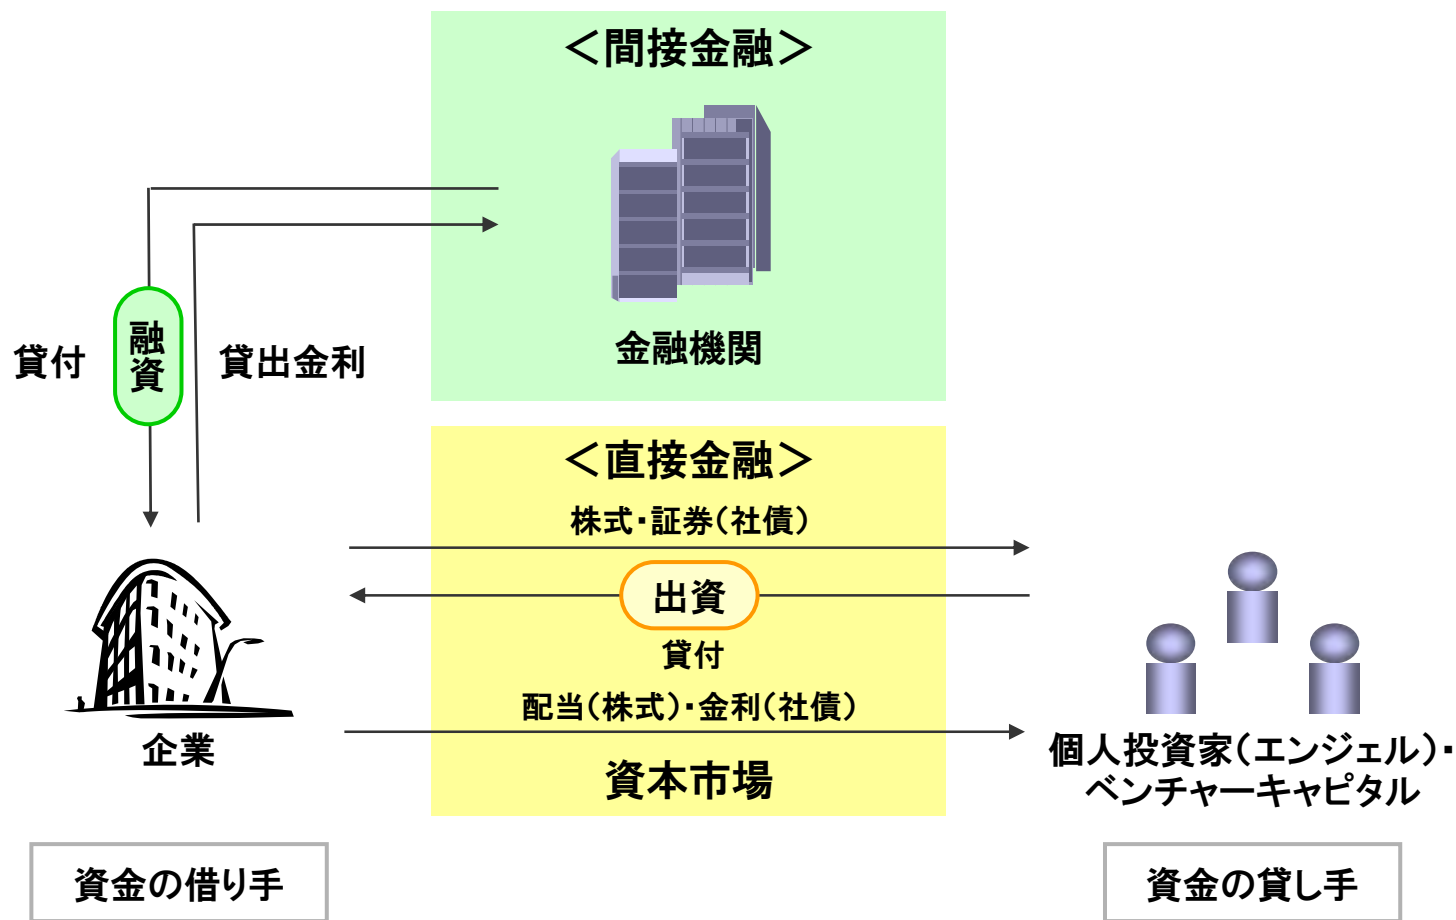 ＜間接金融＞
金融機関
貸付
融資
貸出金利
＜直接金融＞
株式・証券（社債）
出資
貸付
配当（株式）・金利（社債）
資本市場
企業
個人投資家（エンジェル）・
ベンチャーキャピタル
資金の借り手
資金の貸し手